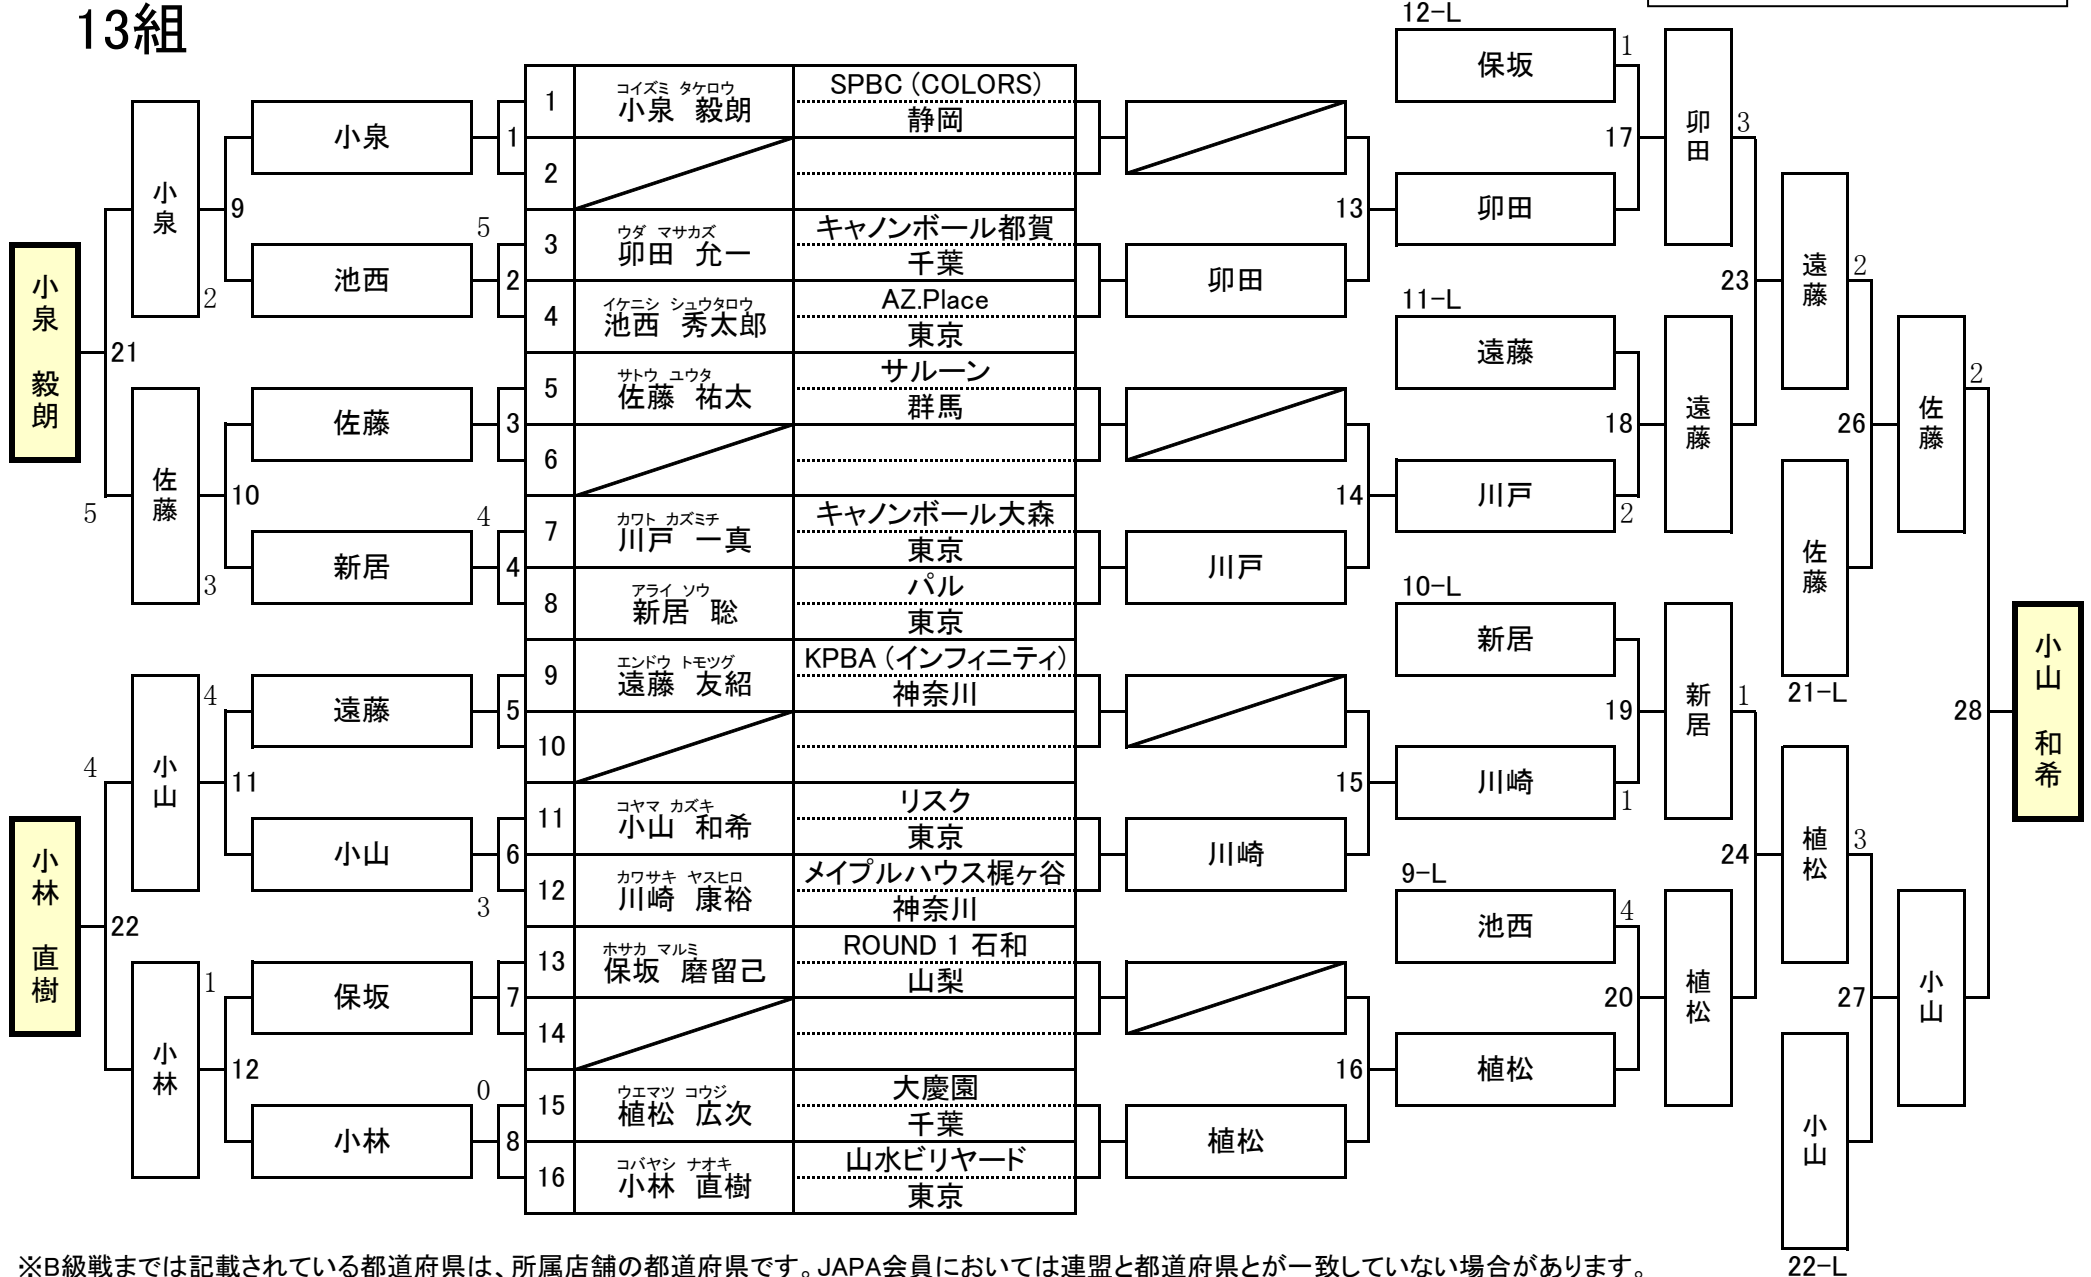 13組
1
コイズミ タケロウ
小泉 毅朗
SPBC (COLORS)
静岡
2
3
ウダ マサカズ
卯田 允一
キャノンボール都賀
千葉
4
イケニシ シュウタロウ
池西 秀太郎
AZ.Place
東京
5
サトウ ユウタ
佐藤 祐太
サルーン
群馬
6
7
カワト カズミチ
川戸 一真
キャノンボール大森
東京
8
アライ ソウ
新居 聡
パル
東京
9
エンドウ トモツグ
遠藤 友紹
KPBA (インフィニティ)
神奈川
10
11
コヤマ カズキ
小山 和希
リスク
東京
12
カワサキ ヤスヒロ
川崎 康裕
メイプルハウス梶ヶ谷
神奈川
13
ホサカ マルミ
保坂 磨留己
ROUND 1 石和
山梨
14
15
ウエマツ コウジ
植松 広次
大慶園
千葉
16
コバヤシ ナオキ
小林 直樹
山水ビリヤード
東京
1
5
2
3
4
4
5
3
6
7
0
8
小泉
池西
佐藤
新居
遠藤
小山
保坂
小林
9
2
10
3
4
11
1
12
小泉
佐藤
小山
小林
21
5
4
22
小泉 毅朗
小林 直樹
卯田
川戸
川崎
植松
13
14
15
16
12-L
保坂
1
17
卯田
11-L
遠藤
18
川戸
2
10-L
新居
19
川崎
1
9-L
池西
4
20
植松
卯田
3
23
遠藤
新居
1
24
植松
遠藤
2
26
佐藤
21-L
植松
3
27
小山
22-L
佐藤
2
28
小山
小山 和希
※B級戦までは記載されている都道府県は、所属店舗の都道府県です。JAPA会員においては連盟と都道府県とが一致していない場合があります。